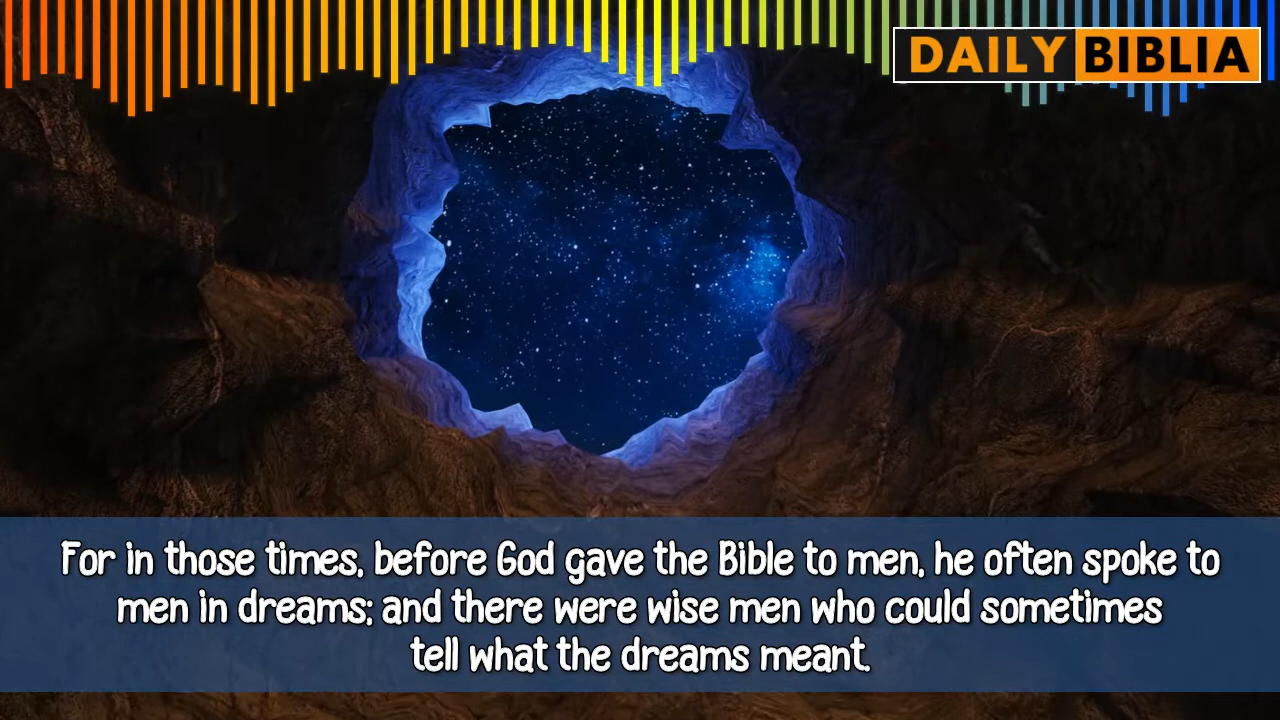 DAILY BIBLIA
For in those times, before God gave the Bible to men, he often spoke to
men in dreams; and there were wise men who could sometimes
tell what the dreams meant.